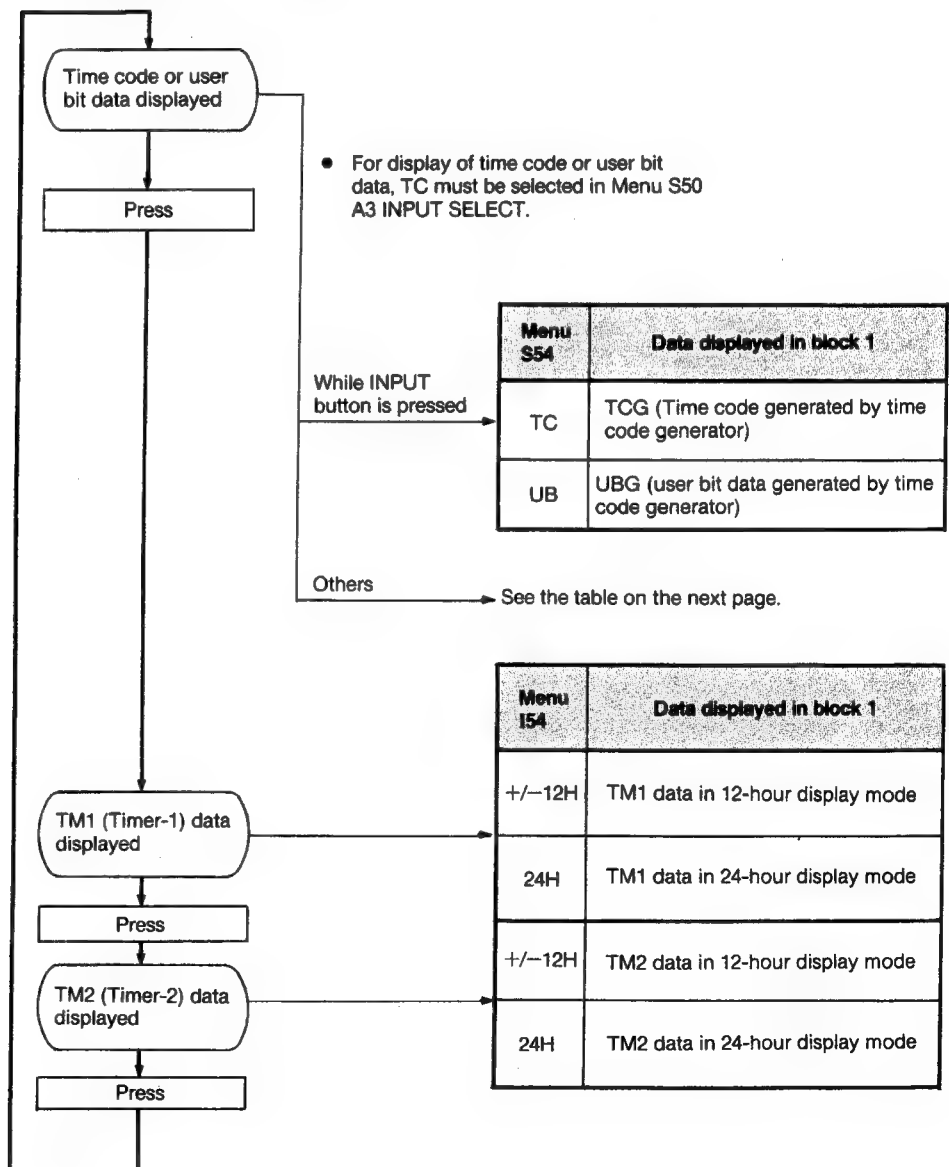 Time code or user
bit data displayed
Press
● For display of time code or user bit
data, TC must be selected in Menu S50
A3 INPUT SELECT.
While INPUT
button is pressed
Menu
S54
Data displayed in block 1
TC
TCG (Time code generated by time
code generator)
UB
UBG (user bit data generated by time
code generator)
Others
See the table on the next page.
Menu
I54
Data displayed in block 1
+/−12H
TM1 data in 12-hour display mode
24H
TM1 data in 24-hour display mode
+/−12H
TM2 data in 12-hour display mode
24H
TM2 data in 24-hour display mode
TM1 (Timer-1) data
displayed
Press
TM2 (Timer-2) data
displayed
Press